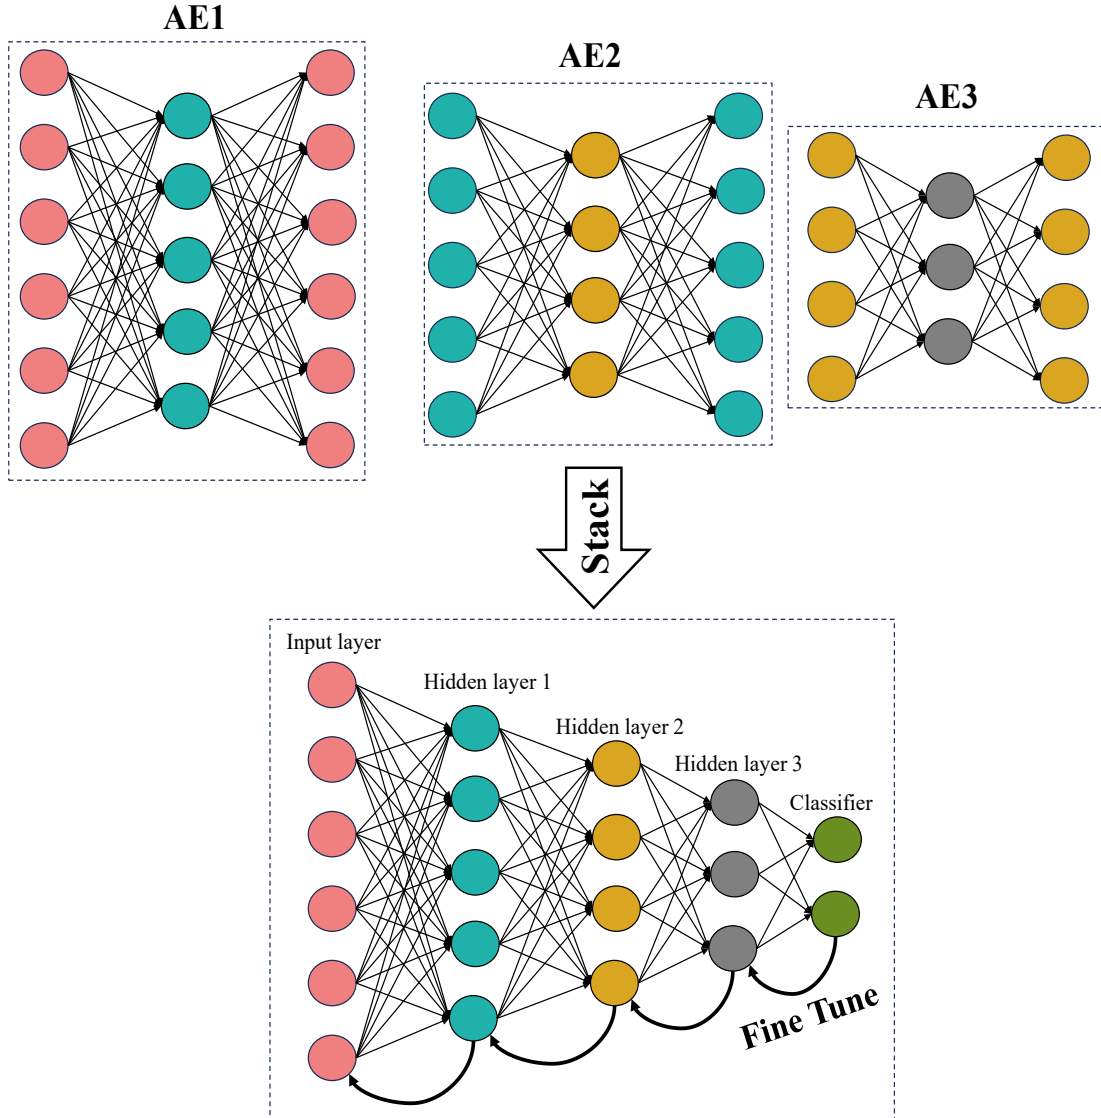 AE1
AE2
AE3
Stack
Input layer
Hidden layer 1
Hidden layer 2
Hidden layer 3
Classifier
Fine Tune